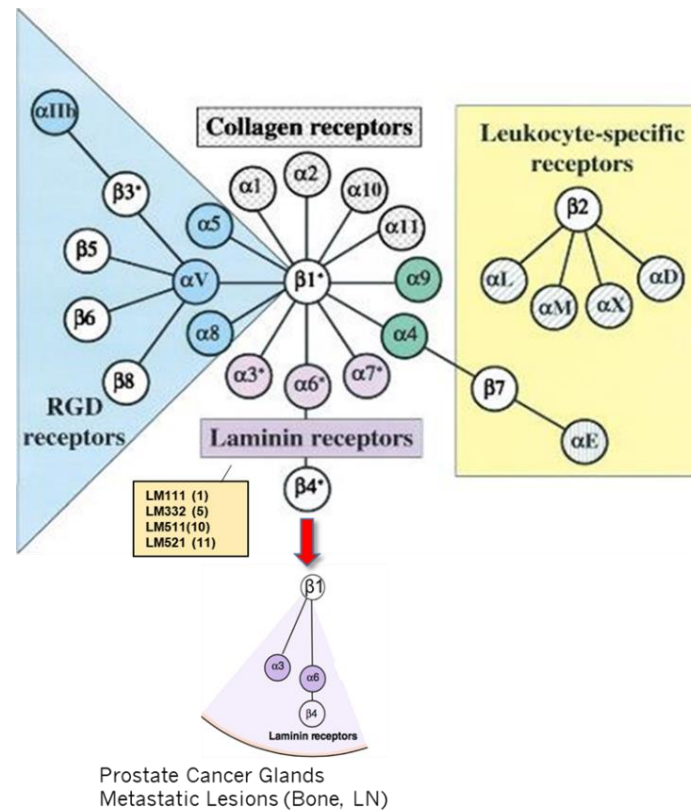 αIIb
β3*
β5
αV
β6
β8
α5
α8
RGD
receptors
Collagen receptors
α1
α2
α10
α11
β1*
α9
α4
α3*
α6*
α7*
Laminin receptors
β4*
Leukocyte-specific
receptors
β2
αL
αM
αX
αD
β7
αE
LM111 (1)
LM332 (5)
LM511(10)
LM521 (11)
β1
α3
α6
β4
Laminin receptors
Prostate Cancer Glands
Metastatic Lesions (Bone, LN)